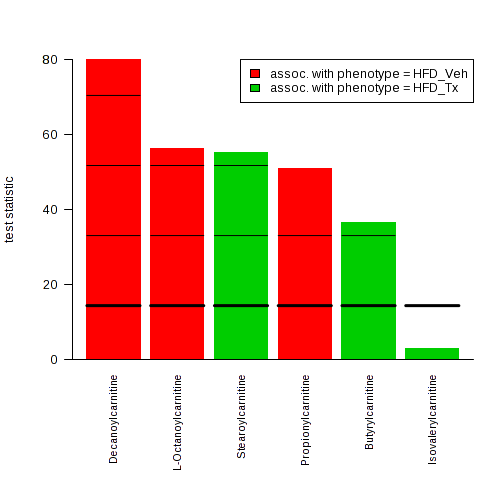 assoc. with phenotype = HFD_Veh
assoc. with phenotype = HFD_Tx
test statistic
80
60
40
20
0
Decanoylcarnitine
L-Octanoylcarnitine
Stearoylcarnitine
Propionylcarnitine
Butyrylcarnitine
Isovalerylcarnitine